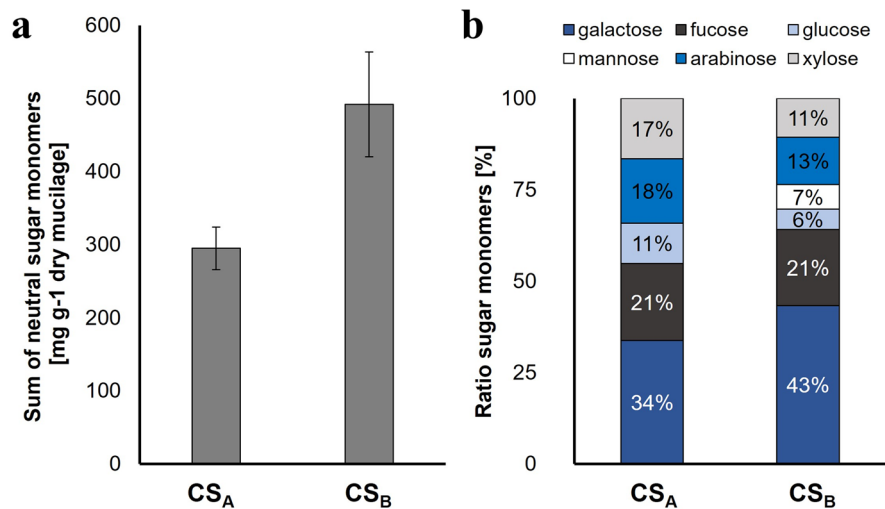 a
Sum of neutral sugar monomers
[mg g-1 dry mucilage]
600
500
400
300
200
100
0
CSA
CSB
b
galactose fucose glucose
mannose arabinose xylose
Ratio sugar monomers [%]
100
75
50
25
0
17%
18%
11%
21%
34%
11%
13%
7%
6%
21%
43%
CSA
CSB